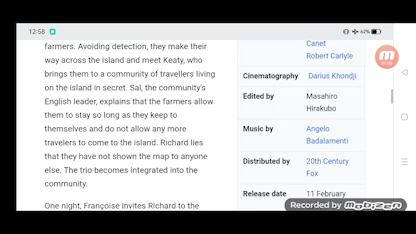 12:58
62%
farmers. Avoiding detection, they make their
way across the island and meet Keaty, who
brings them to a community of travellers living
on the island in secret. Sal, the community's
English leader, explains that the farmers allow
them to stay so long as they keep to
themselves and do not allow any more
travelers to come to the island. Richard lies
that they have not shown the map to anyone
else. The trio becomes integrated into the
community.
One night, Françoise invites Richard to the
Canet
Robert Carlyle
Cinematography Darius Khondji
Edited by Masahiro
Hirakubo
Music by Angelo
Badalamenti
Distributed by 20th Century
Fox
Release date 11 February
Recorded by Mobizen